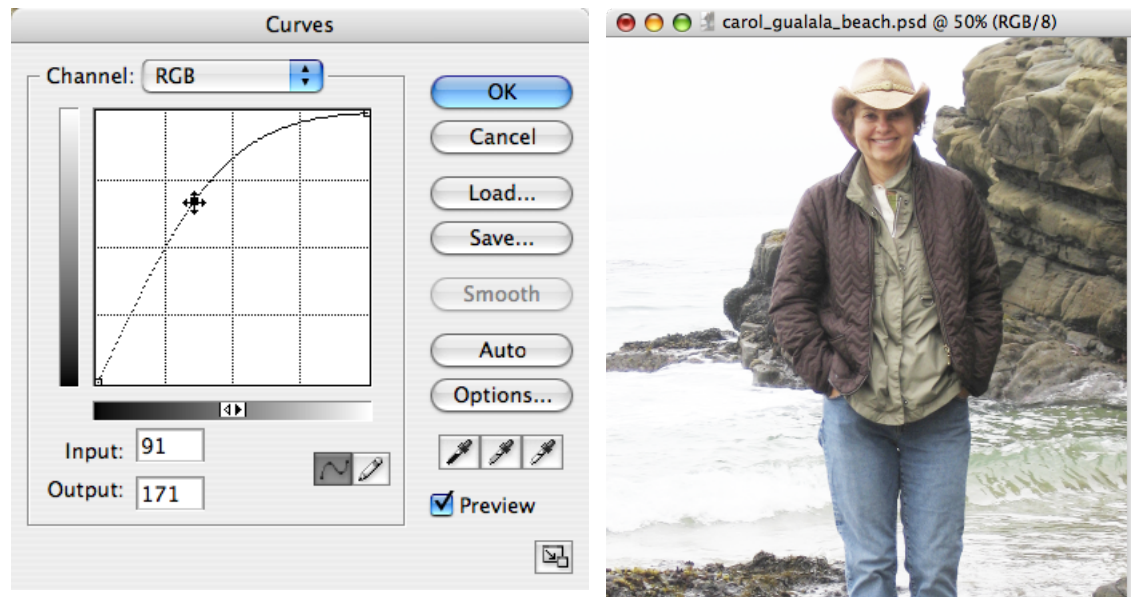 Curves
Channel: RGB
OK
Cancel
Load...
Save...
Smooth
Auto
Options...
Input: 91
Output: 171
Preview
carol_gualala_beach.psd @ 50% (RGB/8)